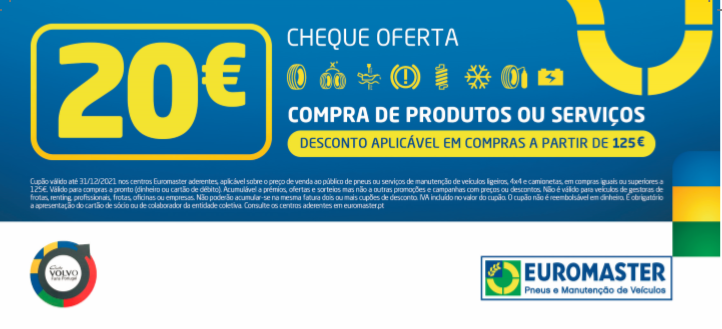 20€
CHEQUE OFERTA
COMPRA DE PRODUTOS OU SERVIÇOS
DESCONTO APLICÁVEL EM COMPRAS A PARTIR DE 125€
Cupão válido até 31/12/2021 nos centros Euromaster aderentes, aplicável sobre o preço de venda ao público de pneus ou serviços de manutenção de veículos ligeiros, 4x4 e camionetas, em compras iguais ou superiores a
125€. Válido para compras a pronto (dinheiro ou cartão de débito). Acumulável a prémios, ofertas e sorteios mas não a outras promoções e campanhas com preços ou descontos. Não é válido para veículos de gestoras de
frotas, renting, profissionais, frotas, oficinas ou empresas. Não poderão acumular-se na mesma fatura dois ou mais cupões de desconto. IVA incluído no valor do cupão. O cupão não é reembolsável em dinheiro. É obrigatório
a apresentação do cartão de sócio ou de colaborador da entidade coletiva. Consulte os centros aderentes em euromaster.pt
VOLVO
EUROMASTER
Pneus e Manutenção de Veículos